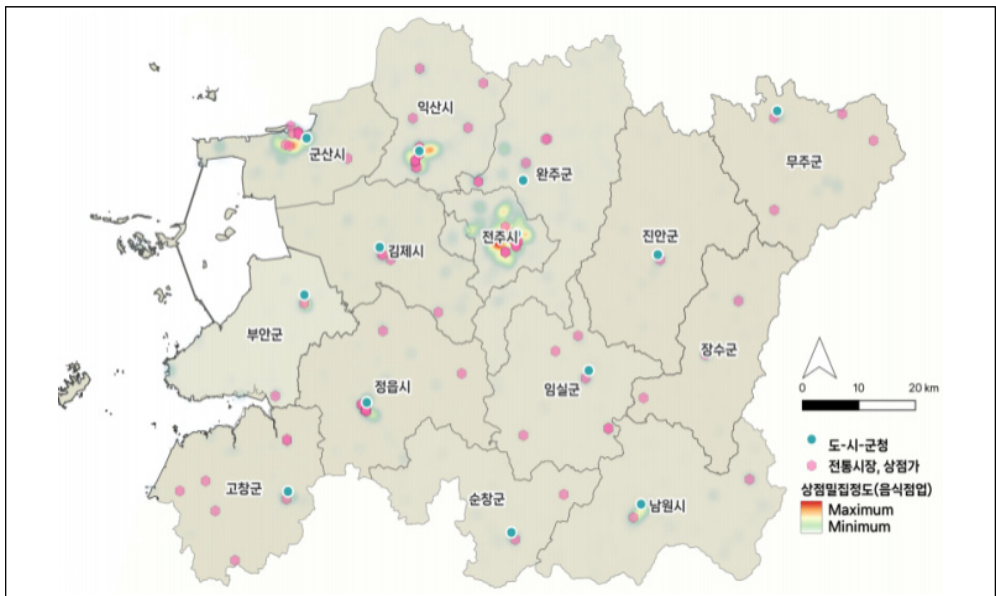 익산시
군산시
무주군
완주군
전주시
진안군
김제시
부안군
장수군
정읍시
임실군
고창군
순창군
남원시
0 10 20 km
도-시-군청
전통시장, 상점가
상점밀집정도(음식점업)
Maximum
Minimum